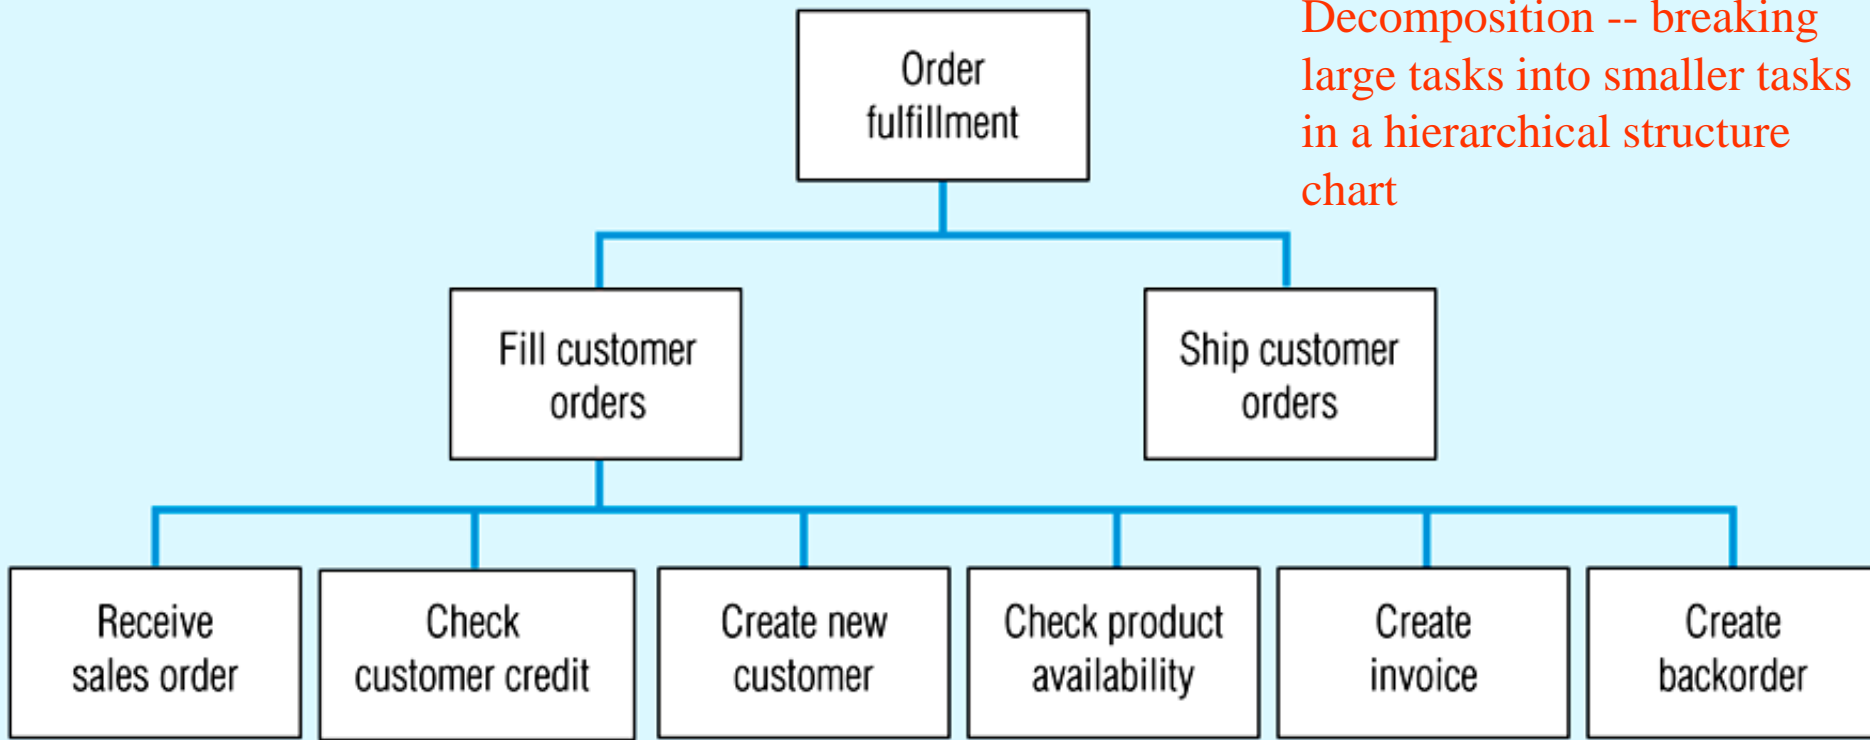 Order
fulfillment
Decomposition -- breaking
large tasks into smaller tasks
in a hierarchical structure
chart
Fill customer
orders
Ship customer
orders
Receive
sales order
Check
customer credit
Create new
customer
Check product
availability
Create
invoice
Create
backorder